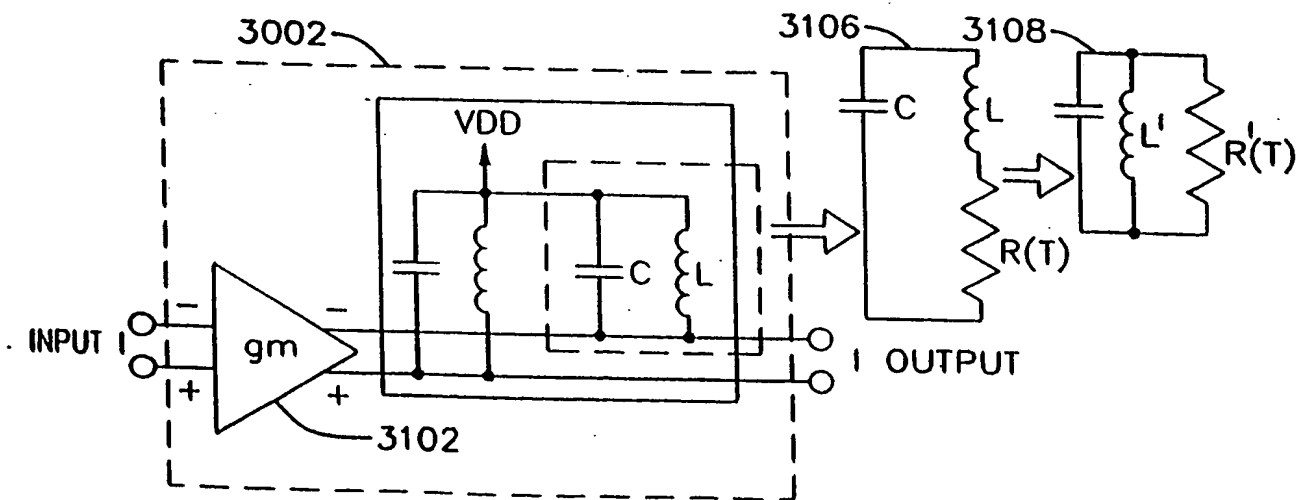 3002
3106
3108
VDD
C
L
L'
R'(T)
C
L
R(T)
INPUT
gm
OUTPUT
3102